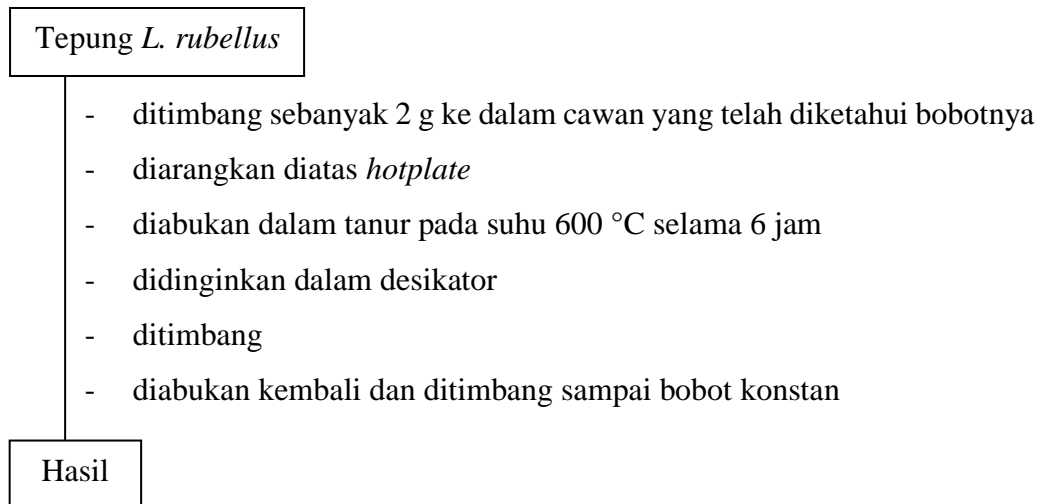 Tepung L. rubellus
- ditimbang sebanyak 2 g ke dalam cawan yang telah diketahui bobotnya
- diarangkan diatas hotplate
- diabukan dalam tanur pada suhu 600 °C selama 6 jam
- didinginkan dalam desikator
- ditimbang
- diabukan kembali dan ditimbang sampai bobot konstan
Hasil